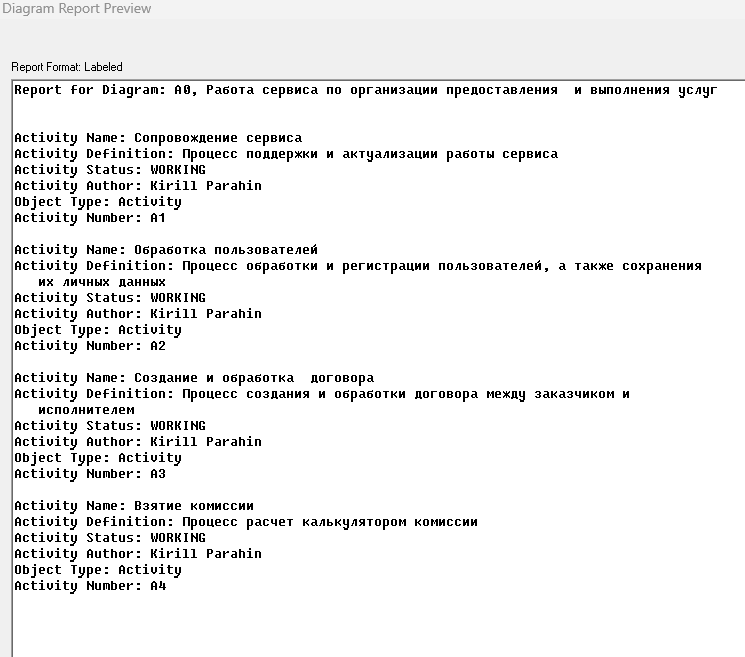 Diagram Report Preview
Report Format: Labeled
Report for Diagram: A0, Работа сервиса по организации предоставления  и выполнения услуг
Activity Name: Сопровождение сервиса
Activity Definition: Процесс поддержки и актуализации работы сервиса
Activity Status: WORKING
Activity Author: Kirill Parahin
Object Type: Activity
Activity Number: A1
Activity Name: Обработка пользователей
Activity Definition: Процесс обработки и регистрации пользователей, а также сохранения
их личных данных
Activity Status: WORKING
Activity Author: Kirill Parahin
Object Type: Activity
Activity Number: A2
Activity Name: Создание и обработка  договора
Activity Definition: Процесс создания и обработки договора между заказчиком и
исполнителем
Activity Status: WORKING
Activity Author: Kirill Parahin
Object Type: Activity
Activity Number: A3
Activity Name: Взятие комиссии
Activity Definition: Процесс расчет калькулятором комиссии
Activity Status: WORKING
Activity Author: Kirill Parahin
Object Type: Activity
Activity Number: A4